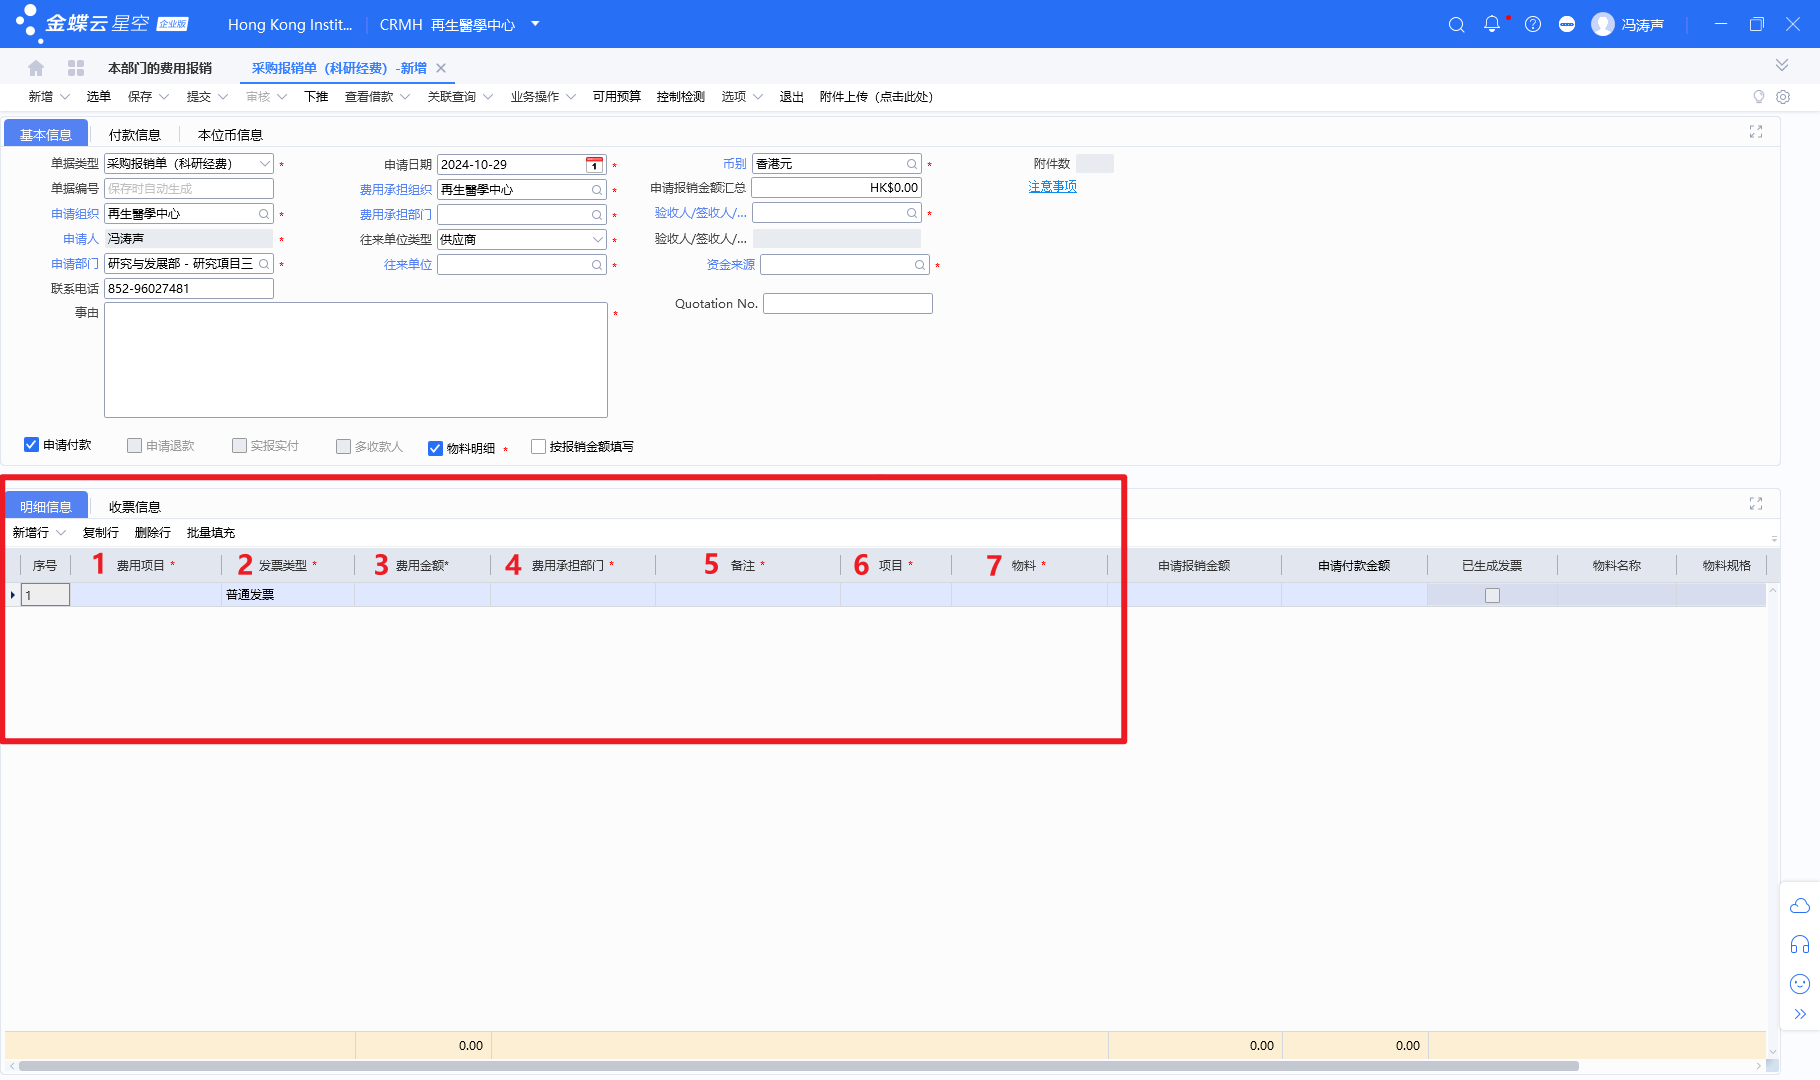 金蝶云 星空 企业版 Hong Kong Instit... CRMH 再生醫學中心 冯涛声
本部门的费用报销 采购报销单（科研经费）-新增
新增 选单 保存 提交 审核 下推 查看借款 关联查询 业务操作 可用预算 控制检测 选项 退出 附件上传（点击此处）
基本信息 付款信息 本位币信息
单据类型 采购报销单（科研经费） * 申请日期 2024-10-29 1 * 币别 香港元 * 附件数
单据编号 保存时自动生成 费用承担组织 再生醫學中心 * 申请报销金额汇总 HK$0.00 注意事项
申请组织 再生醫學中心 * 费用承担部门 * 验收人/签收人/... *
申请人 冯涛声 * 往来单位类型 供应商 * 验收人/签收人/...
申请部门 研究与发展部 - 研究項目三 * 往来单位 * 资金来源 *
联系电话 852-96027481
Quotation No.
事由 *
申请付款 申请退款 实报实付 多收款人 物料明细 * 按报销金额填写
明细信息 收票信息
新增行 复制行 删除行 批量填充
序号 1 费用项目 * 2 发票类型 * 3 费用金额* 4 费用承担部门 * 5 备注 * 6 项目 * 7 物料 * 申请报销金额 申请付款金额 已生成发票 物料名称 物料规格
1 普通发票
0.00 0.00 0.00